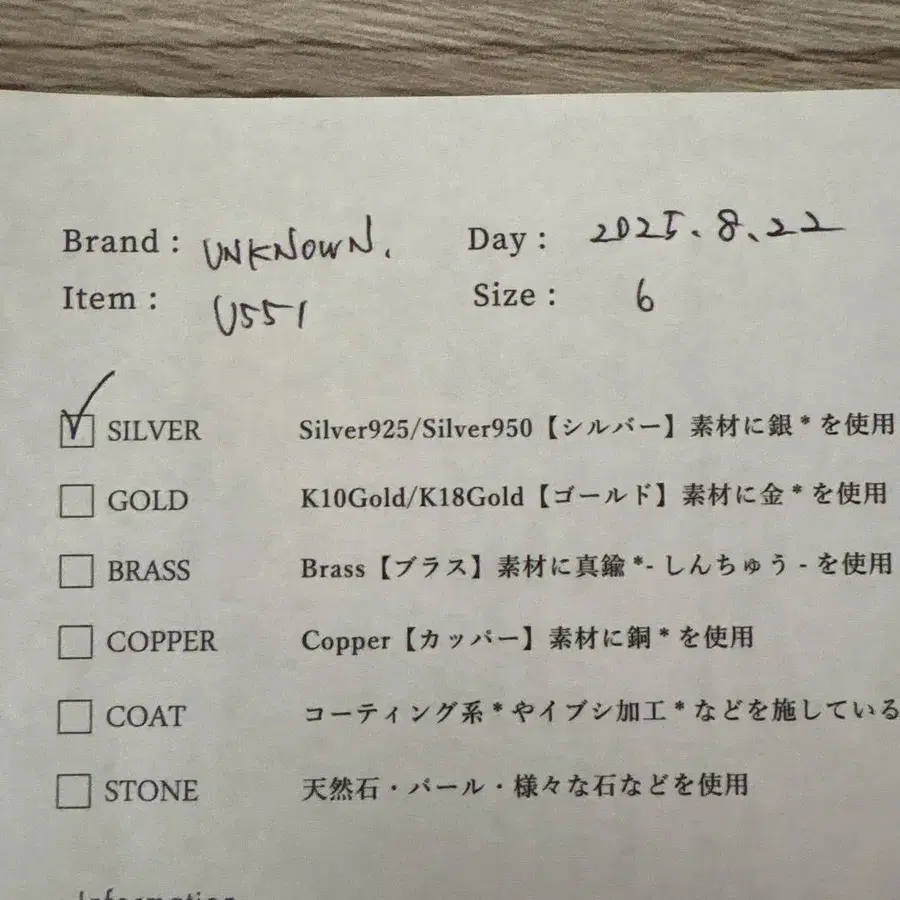 Brand : UNKNOWN. Day : 2025.8.22
Item : U551 Size : 6
SILVER Silver925/Silver950【シルバー】素材に銀*を使用
GOLD K10Gold/K18Gold【ゴールド】素材に金*を使用
BRASS Brass【ブラス】素材に真鍮*-しんちゅう-を使用
COPPER Copper【カッパー】素材に銅*を使用
COAT コーティング系*やイブシ加工*などを施している
STONE 天然石・パール・様々な石などを使用
Information